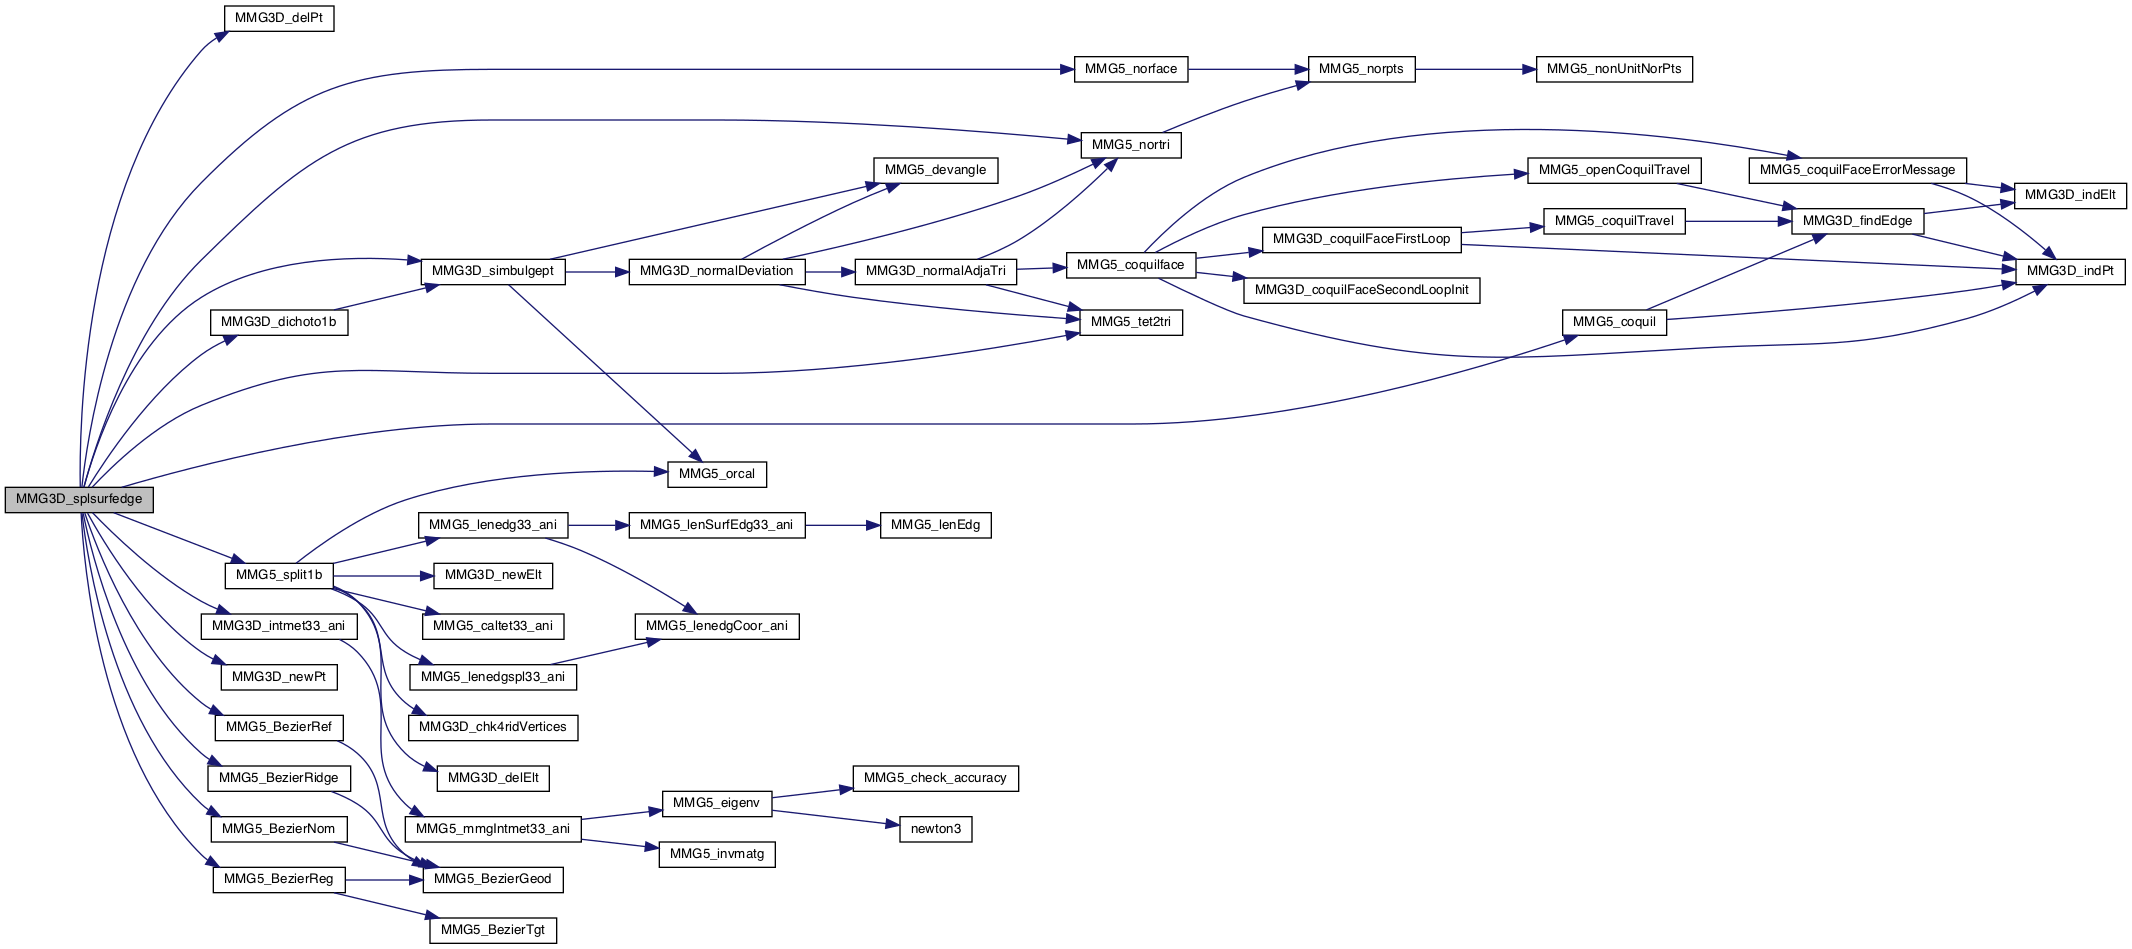 MMG3D_delPt
MMG5_norface
MMG5_norpts
MMG5_nonUnitNorPts
MMG5_nortri
MMG5_devangle
MMG5_openCoquilTravel
MMG5_coquilFaceErrorMessage
MMG3D_indElt
MMG5_coquilTravel
MMG3D_findEdge
MMG3D_coquilFaceFirstLoop
MMG3D_simbulgept
MMG3D_normalDeviation
MMG3D_normalAdjaTri
MMG5_coquilface
MMG3D_indPt
MMG3D_coquilFaceSecondLoopInit
MMG3D_dichoto1b
MMG5_tet2tri
MMG5_coquil
MMG5_orcal
MMG3D_splsurfedge
MMG5_lenedg33_ani
MMG5_lenSurfEdg33_ani
MMG5_lenEdg
MMG5_split1b
MMG3D_newElt
MMG3D_intmet33_ani
MMG5_caltet33_ani
MMG5_lenedgCoor_ani
MMG3D_newPt
MMG5_lenedgspl33_ani
MMG5_BezierRef
MMG3D_chk4ridVertices
MMG5_BezierRidge
MMG3D_delElt
MMG5_check_accuracy
MMG5_eigenv
MMG5_BezierNom
MMG5_mmgIntmet33_ani
newton3
MMG5_invmatg
MMG5_BezierReg
MMG5_BezierGeod
MMG5_BezierTgt